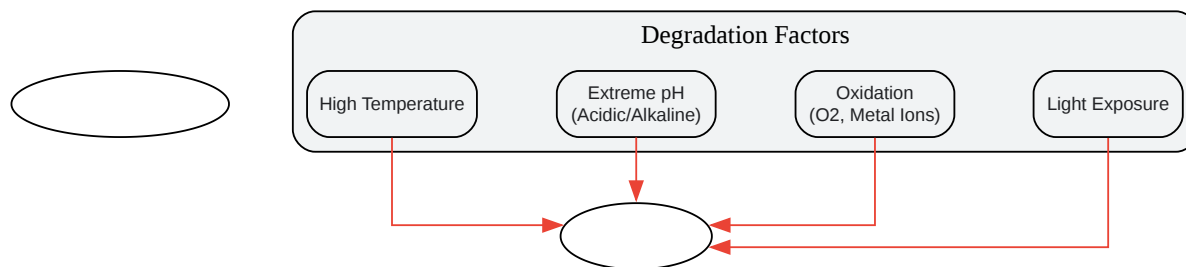 Degradation Factors
High Temperature
Extreme pH
(Acidic/Alkaline)
Oxidation
(O2, Metal Ions)
Light Exposure